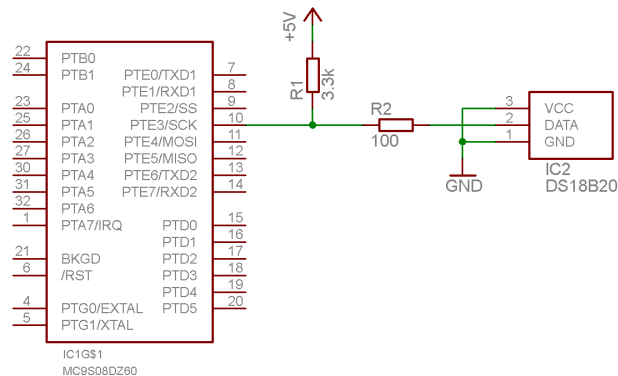 +5V
22 PTB0
24 PTB1 PTE0/TXD1 7
PTE1/RXD1 8
R1 3.3k
23 PTA0 PTE2/SS 9
25 PTA1 PTE3/SCK 10
R2
100
26 PTA2 PTE4/MOSI 11
27 PTA3 PTE5/MISO 12
30 PTA4 PTE6/TXD2 13
31 PTA5 PTE7/RXD2 14
32 PTA6
1 PTA7/IRQ PTD0 15
PTD1 16
21 BKGD PTD2 17
6 /RST PTD3 18
PTD4 19
4 PTG0/EXTAL PTD5 20
5 PTG1/XTAL
IC1G$1
MC9S08DZ60
3 VCC
2 DATA
1 GND
GND
IC2
DS18B20